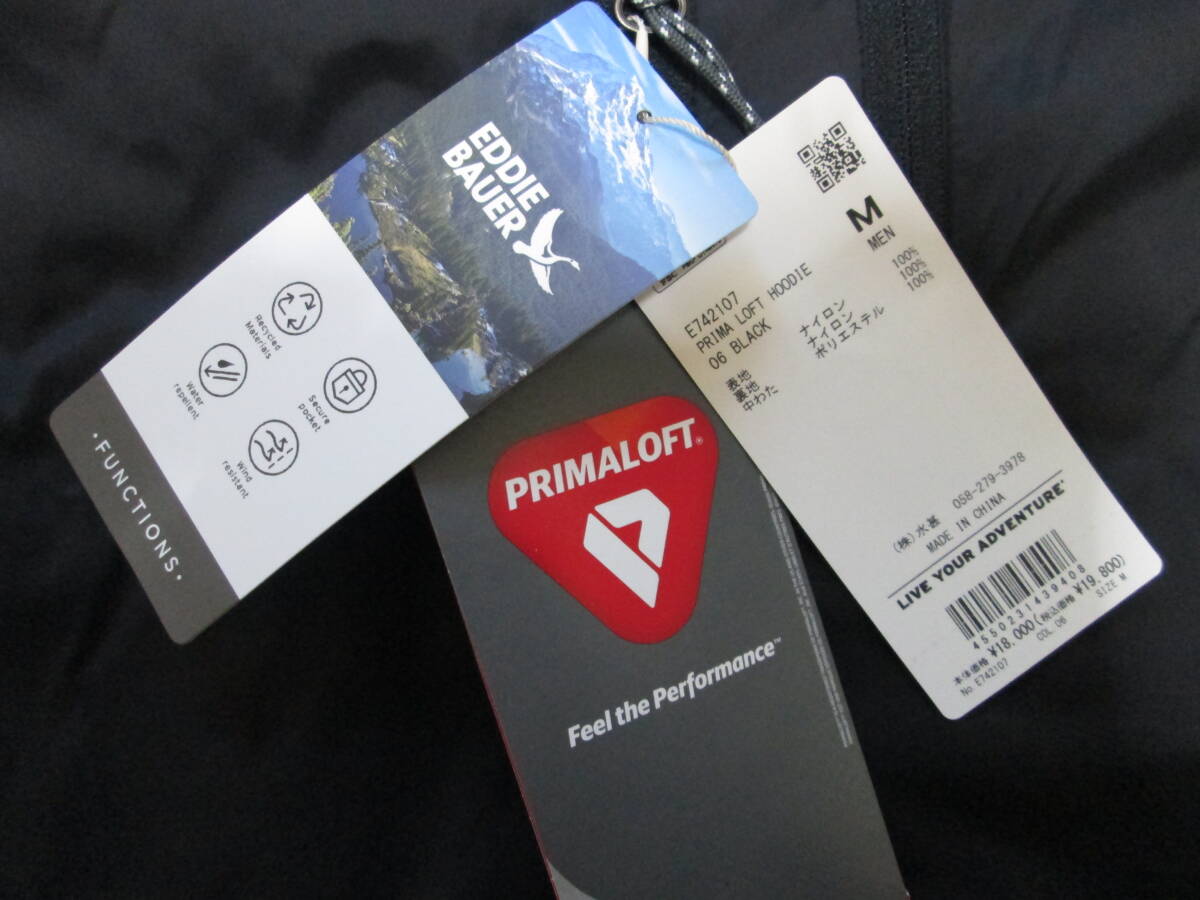 EDDIE
BAUER
Recycled
Materials
Water
repellent
Secure
pocket
Wind
resistant
・FUNCTIONS・
PRIMALOFT®
Feel the Performance™
M
MEN
E742107
PRIMA LOFT HOODIE
06 BLACK
表地 ナイロン 100%
裏地 ナイロン 100%
中わた ポリエステル 100%
(株)水甚 058-279-3978
MADE IN CHINA
LIVE YOUR ADVENTURE®
4550231439408
本体価格 ¥18,000(税込価格 ¥19,800)
No. E742107 COL. 06 SIZE M